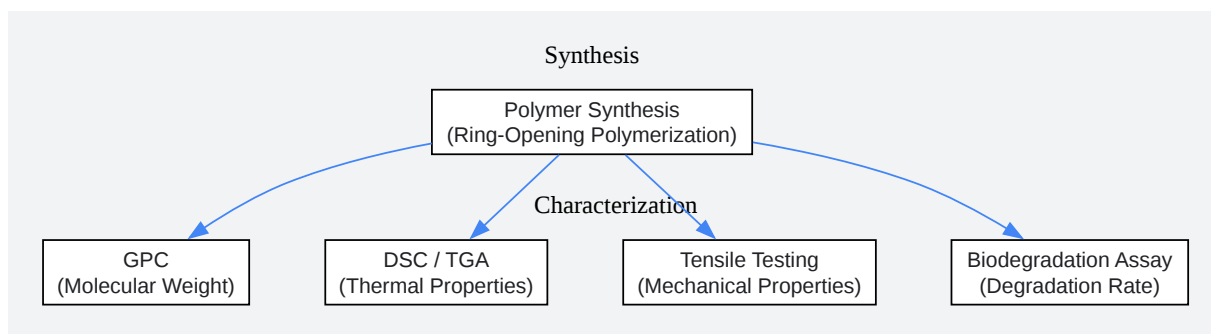 Synthesis
Polymer Synthesis
(Ring-Opening Polymerization)
Characterization
GPC
(Molecular Weight)
DSC / TGA
(Thermal Properties)
Tensile Testing
(Mechanical Properties)
Biodegradation Assay
(Degradation Rate)